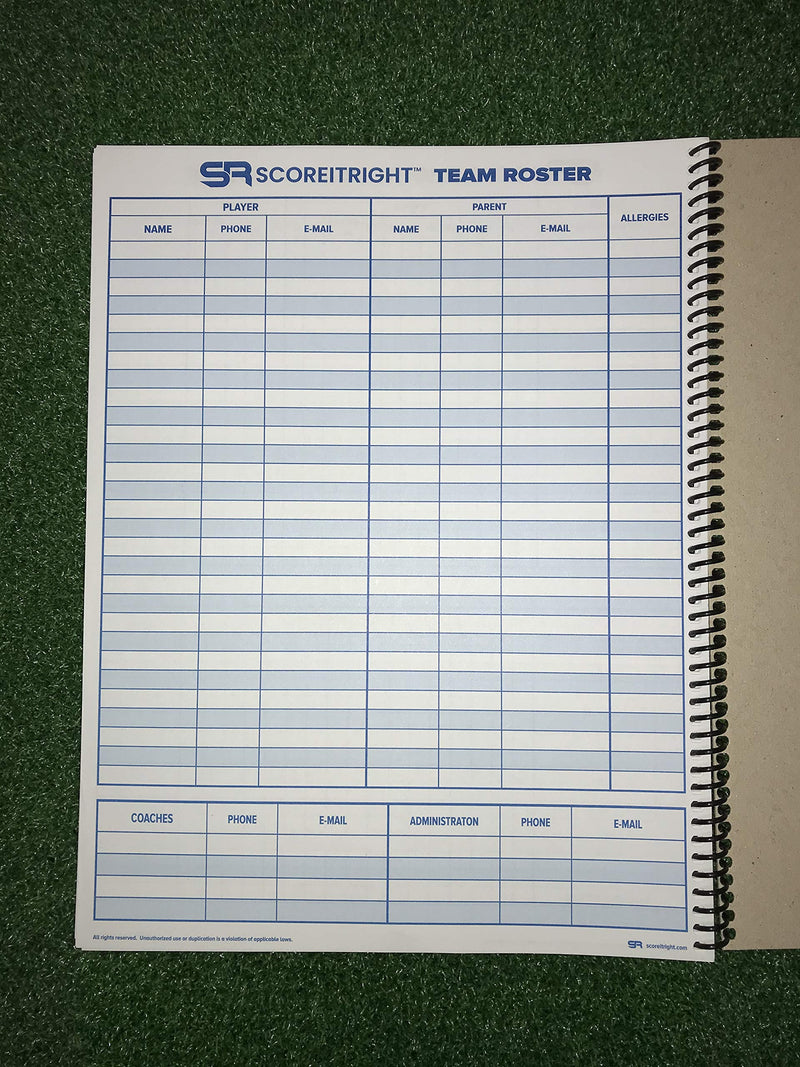 SR SCOREITRIGHT™ TEAM ROSTER
PLAYER PARENT ALLERGIES
NAME PHONE E-MAIL NAME PHONE E-MAIL
COACHES PHONE E-MAIL ADMINISTRATON PHONE E-MAIL
All rights reserved. Unauthorized use or duplication is a violation of applicable laws.
SR scoreitright.com